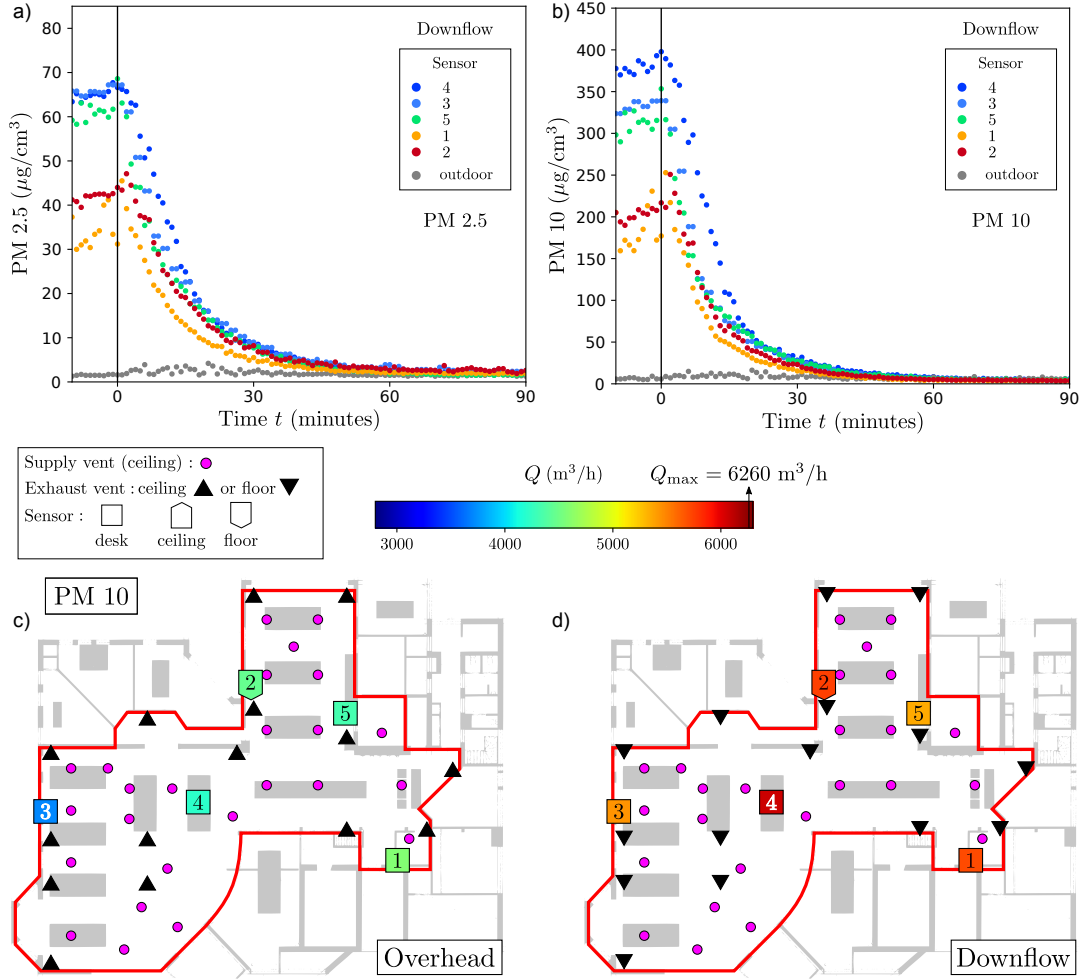 a)
PM 2.5 (μg/cm³)
80
70
60
50
40
30
20
10
0
0
30
60
90
Time t (minutes)
Downflow
Sensor
4
3
5
1
2
outdoor
PM 2.5
b)
PM 10 (μg/cm³)
450
400
350
300
250
200
150
100
50
0
0
30
60
90
Time t (minutes)
Downflow
Sensor
4
3
5
1
2
outdoor
PM 10
Supply vent (ceiling) :
Exhaust vent : ceiling or floor
Sensor :
desk ceiling floor
Q (m³/h) Q_max = 6260 m³/h
3000 4000 5000 6000
c)
PM 10
2
5
3
4
1
Overhead
d)
2
5
3
4
1
Downflow